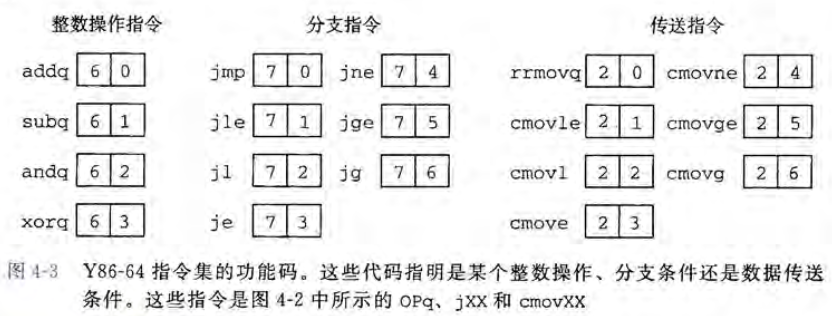 整数操作指令 分支指令 传送指令
addq 6 0 jmp 7 0 jne 7 4 rrmovq 2 0 cmovne 2 4
subq 6 1 jle 7 1 jge 7 5 cmovle 2 1 cmovge 2 5
andq 6 2 jl 7 2 jg 7 6 cmovl 2 2 cmovg 2 6
xorq 6 3 je 7 3 cmove 2 3
图 4-3 Y86-64 指令集的功能码。这些代码指明是某个整数操作、分支条件还是数据传送
条件。这些指令是图 4-2 中所示的 OPq、jXX 和 cmovXX